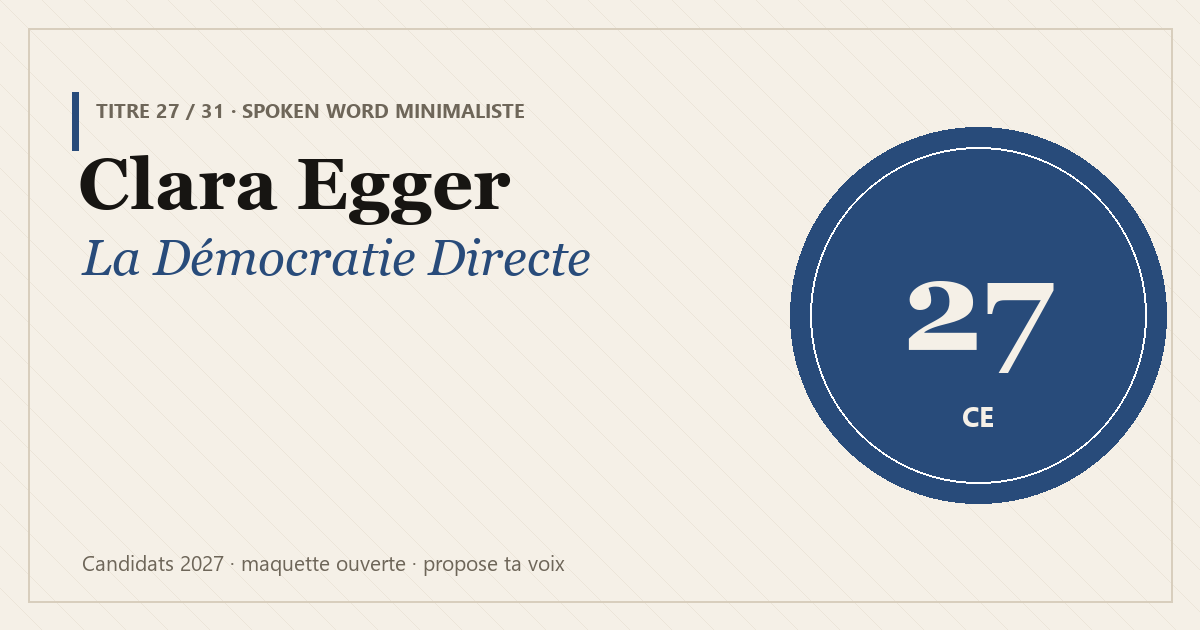 TITRE 27 / 31 · SPOKEN WORD MINIMALISTE
Clara Egger
La Démocratie Directe
27
CE
Candidats 2027 · maquette ouverte · propose ta voix